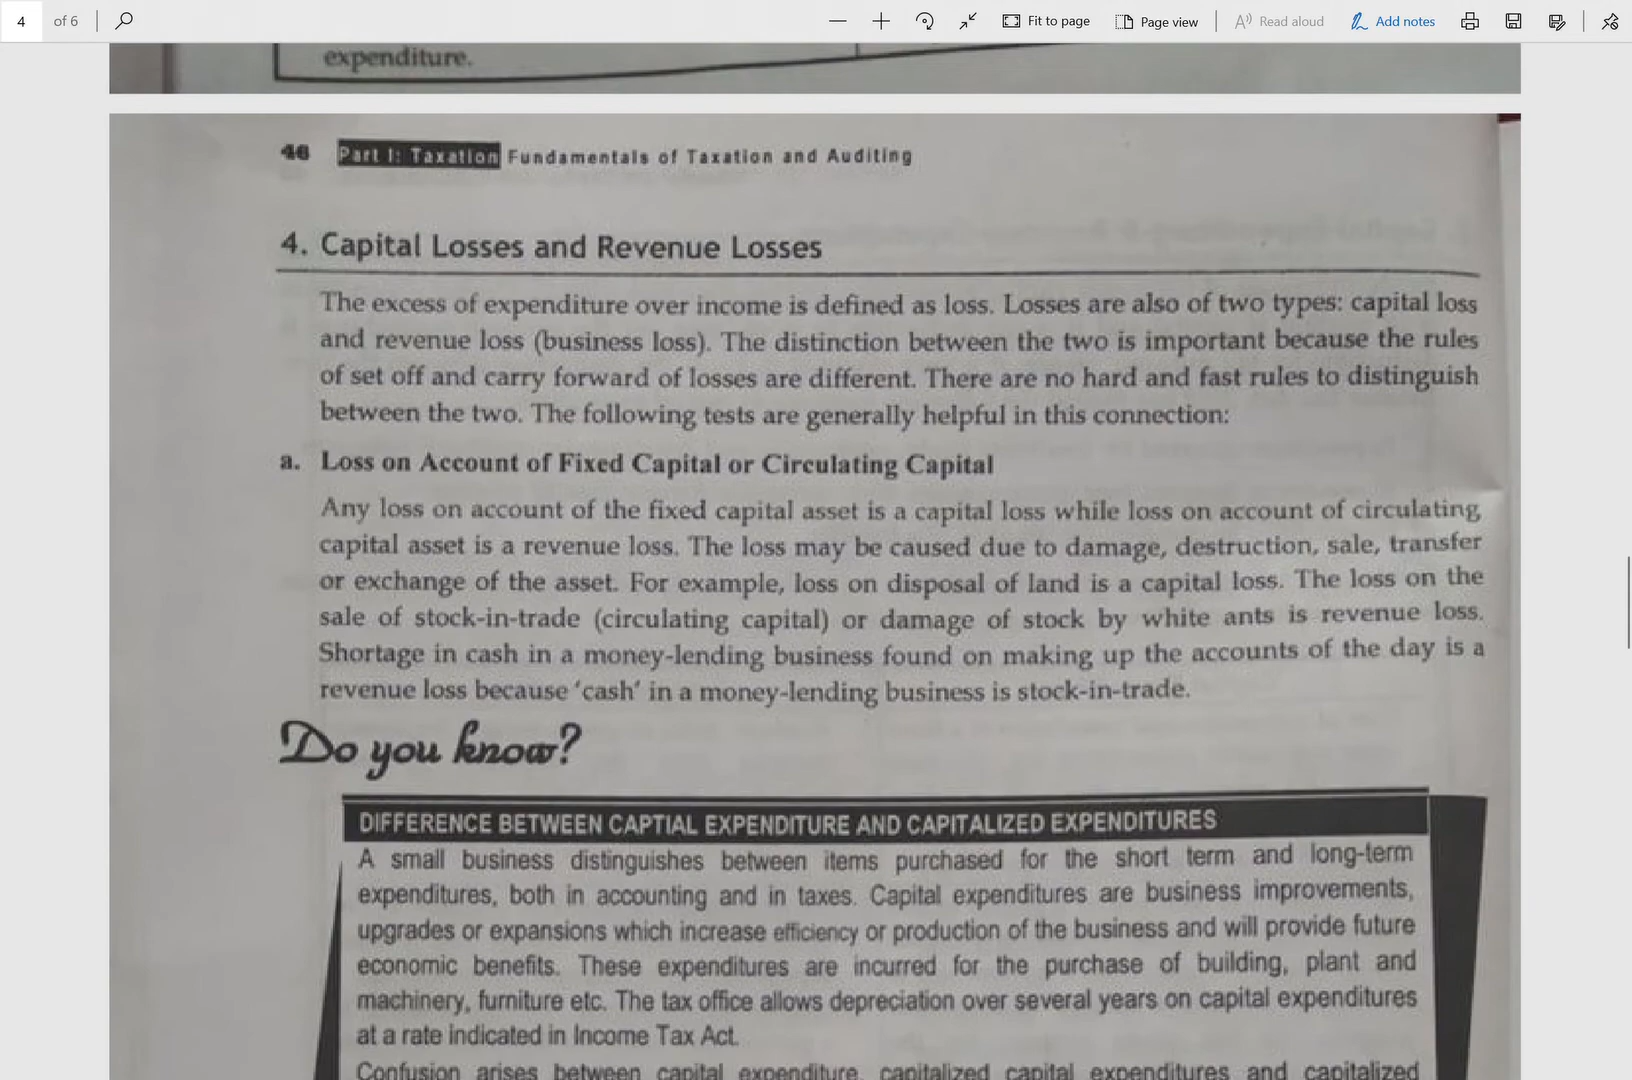 4 of 6 Fit to page Page view Read aloud Add notes
expenditure.
46 Part I: Taxation Fundamentals of Taxation and Auditing
4. Capital Losses and Revenue Losses
The excess of expenditure over income is defined as loss. Losses are also of two types: capital loss
and revenue loss (business loss). The distinction between the two is important because the rules
of set off and carry forward of losses are different. There are no hard and fast rules to distinguish
between the two. The following tests are generally helpful in this connection:
a. Loss on Account of Fixed Capital or Circulating Capital
Any loss on account of the fixed capital asset is a capital loss while loss on account of circulating
capital asset is a revenue loss. The loss may be caused due to damage, destruction, sale, transfer
or exchange of the asset. For example, loss on disposal of land is a capital loss. The loss on the
sale of stock-in-trade (circulating capital) or damage of stock by white ants is revenue loss.
Shortage in cash in a money-lending business found on making up the accounts of the day is a
revenue loss because ‘cash’ in a money-lending business is stock-in-trade.
Do you know?
DIFFERENCE BETWEEN CAPTIAL EXPENDITURE AND CAPITALIZED EXPENDITURES
A small business distinguishes between items purchased for the short term and long-term
expenditures, both in accounting and in taxes. Capital expenditures are business improvements,
upgrades or expansions which increase efficiency or production of the business and will provide future
economic benefits. These expenditures are incurred for the purchase of building, plant and
machinery, furniture etc. The tax office allows depreciation over several years on capital expenditures
at a rate indicated in Income Tax Act.
Confusion arises between capital expenditure, capitalized capital expenditures and capitalized